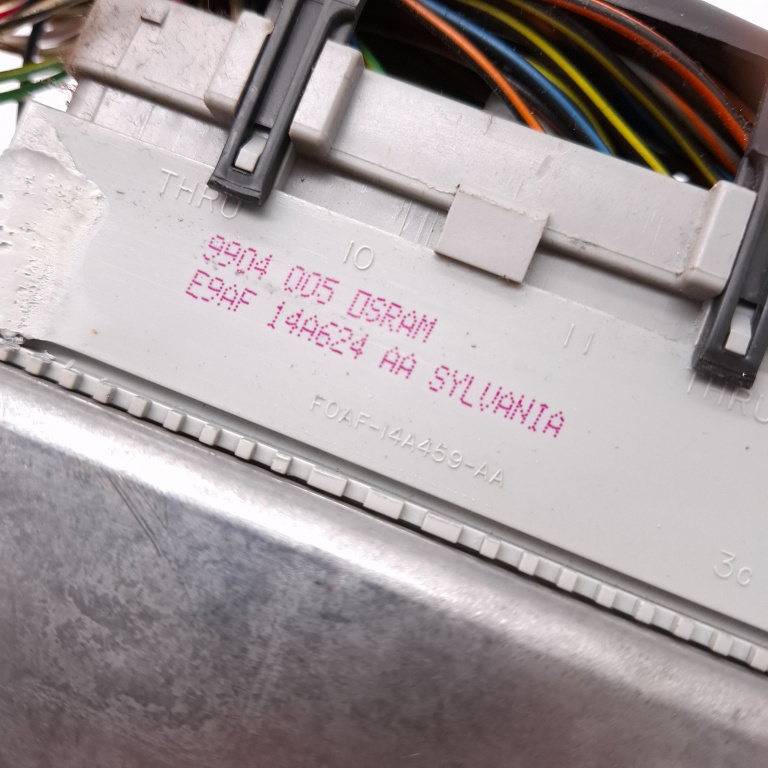 THRU
10
9904 005 OSRAM
E9AF 14A624 AA SYLVANIA
11
THRU
F0AF-14A459-AA
3C